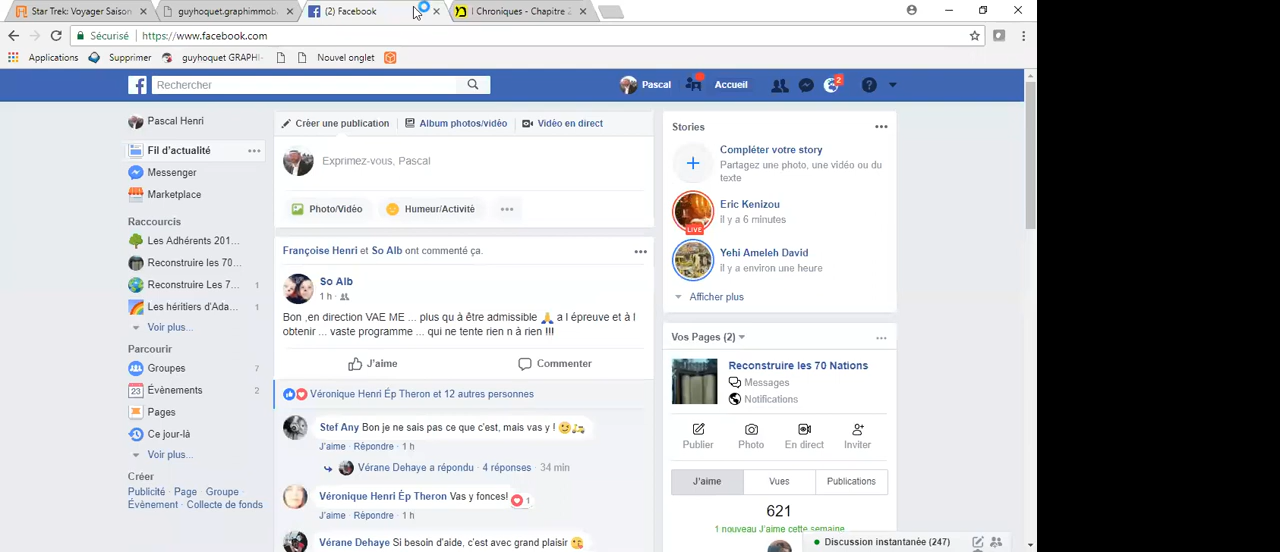 Star Trek: Voyager Saison
guyhoquet.graphimmoba
(2) Facebook
I Chroniques - Chapitre 2
Sécurisé
https://www.facebook.com
Applications
Supprimer
guyhoquet GRAPHI
Nouvel onglet
Rechercher
Pascal
Accueil
2
Pascal Henri
Fil d'actualité
Messenger
Marketplace
Raccourcis
Les Adhérents 201...
Reconstruire les 70...
Reconstruire Les 7... 1
Les héritiers d'Ada... 1
Voir plus...
Parcourir
Groupes 7
23 Évènements 2
Pages
Ce jour-là
Voir plus...
Créer
Publicité · Page · Groupe ·
Évènement · Collecte de fonds
Créer une publication
Album photos/vidéo
Vidéo en direct
Exprimez-vous, Pascal
Photo/Vidéo
Humeur/Activité
Françoise Henri et So Alb ont commenté ça.
So Alb
1 h ·
Bon ,en direction VAE ME ... plus qu à être admissible 🙏 a l épreuve et à l
obtenir ... vaste programme ... qui ne tente rien n à rien !!!
J'aime
Commenter
Véronique Henri Ép Theron et 12 autres personnes
Stef Any Bon je ne sais pas ce que c'est, mais vas y ! 😉🛵
J'aime · Répondre · 1 h
Vérane Dehaye a répondu · 4 réponses 34 min
Véronique Henri Ép Theron Vas y fonces!
1
J'aime · Répondre · 1 h
Vérane Dehaye Si besoin d'aide, c'est avec grand plaisir 😘
Stories
Compléter votre story
Partagez une photo, une vidéo ou du
texte
Eric Kenizou
il y a 6 minutes
LIVE
Yehi Ameleh David
il y a environ une heure
Afficher plus
Vos Pages (2)
Reconstruire les 70 Nations
Messages
Notifications
Publier
Photo
En direct
Inviter
J'aime
Vues
Publications
621
1 nouveau J'aime cette semaine
Discussion instantanée (247)